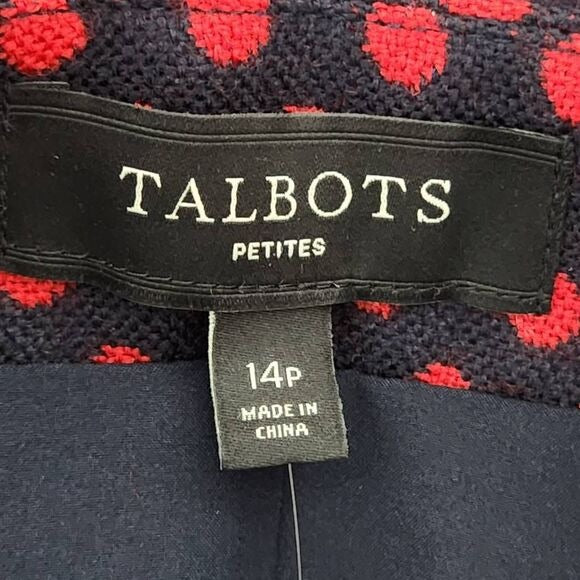 TALBOTS
PETITES
14P
MADE IN
CHINA